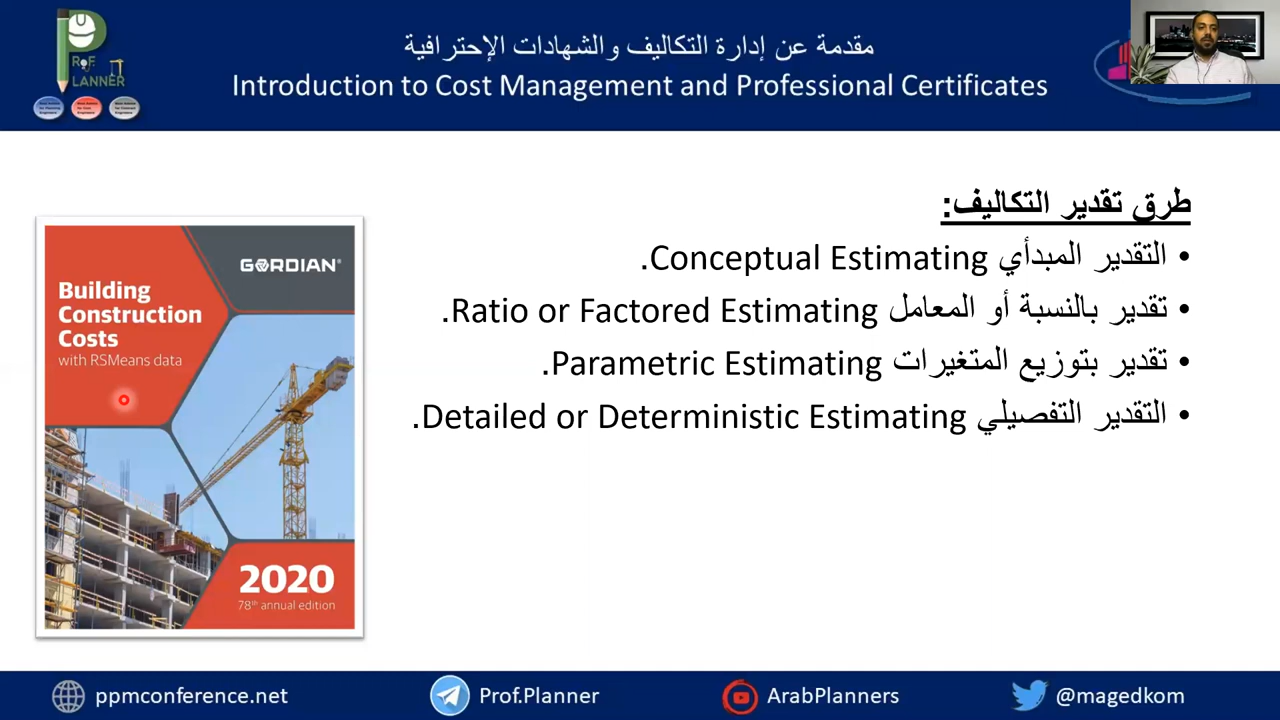 مقدمة عن إدارة التكاليف والشهادات الإحترافية
Introduction to Cost Management and Professional Certificates
PR F.
LANNER
طرق تقدير التكاليف:
• التقدير المبدأي Conceptual Estimating.
• تقدير بالنسبة أو المعامل Ratio or Factored Estimating.
• تقدير بتوزيع المتغيرات Parametric Estimating.
• التقدير التفصيلي Detailed or Deterministic Estimating.
GORDIAN®
Building
Construction
Costs
with RSMeans data
2020
78th annual edition
ppmconference.net
Prof.Planner
ArabPlanners
@magedkom